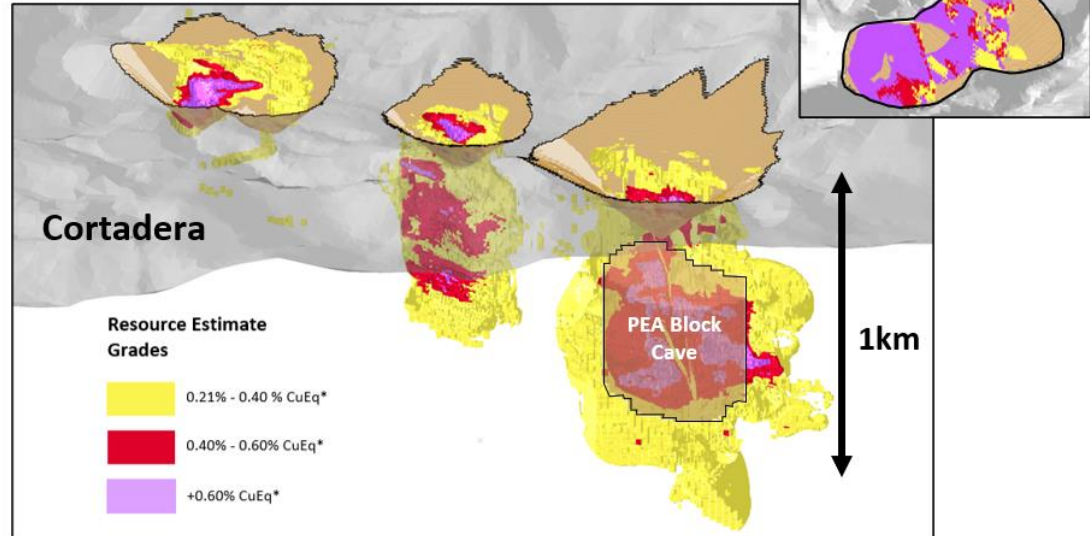 Cortadera
PEA Block
Cave
1km
Resource Estimate
Grades
0.21% - 0.40 % CuEq*
0.40% - 0.60% CuEq*
+0.60% CuEq*